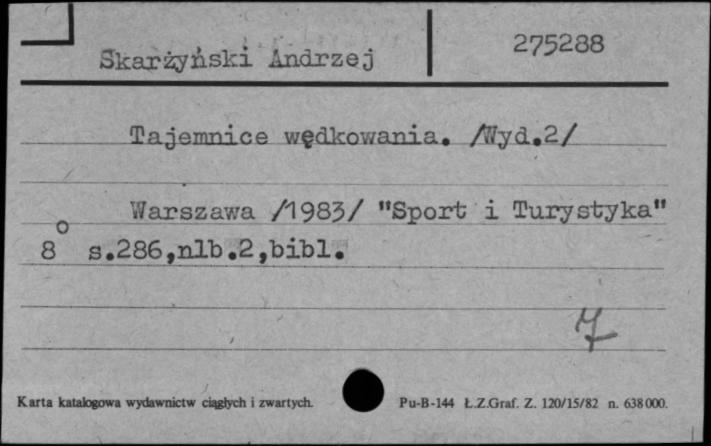 Skarżyński Andrzej 275288
Tajemnice wędkowania. /Wyd.2/
Warszawa /1983/ "Sport i Turystyka"
8° s.286,nlb.2,bibl.
7
Karta katalogowa wydawnictw ciągłych i zwartych. Pu-B-144 Ł.Z.Graf. Z. 120/15/82 n. 638000.